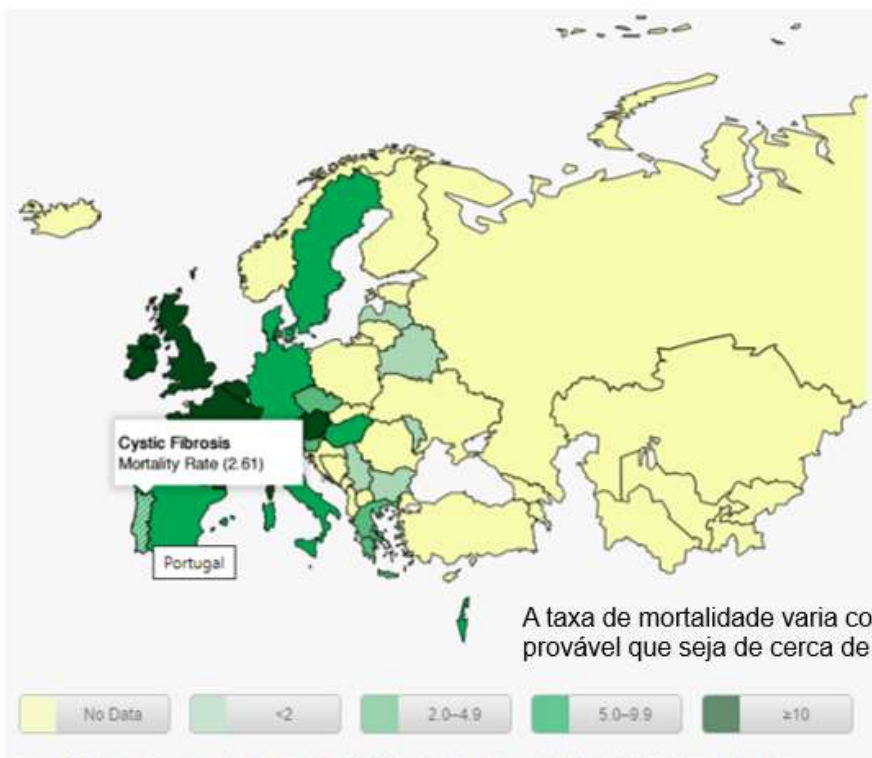 Cystic Fibrosis
Mortality Rate (2.61)
Portugal
A taxa de mortalidade varia co
provável que seja de cerca de
No Data
<2
2.0–4.9
5.0–9.9
≥10